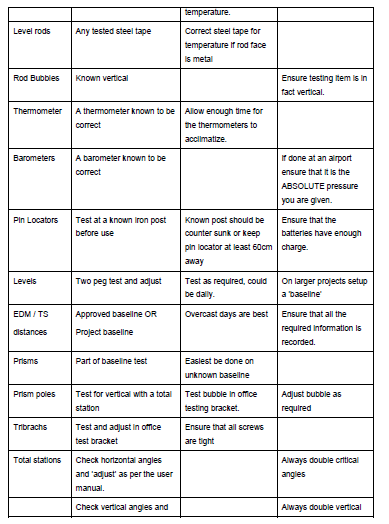 temperature.
Level rods Any tested steel tape Correct steel tape for
temperature if rod face
is metal
Rod Bubbles Known vertical Ensure testing item is in
fact vertical.
Thermometer A thermometer known to be Allow enough time for
correct the thermometers to
acclimatize.
Barometers A barometer known to be If done at an airport
correct ensure that it is the
ABSOLUTE pressure
you are given.
Pin Locators Test at a known iron post Known post should be Ensure that the
before use counter sunk or keep batteries have enough
pin locator at least 60cm charge.
away
Levels Two peg test and adjust Test as required, could On larger projects setup
be daily. a 'baseline'
EDM / TS Approved baseline OR Overcast days are best Ensure that all the
distances Project baseline required information is
recorded.
Prisms Part of baseline test Easiest be done on
unknown baseline
Prism poles Test for vertical with a total Test bubble in office Adjust bubble as
station testing bracket. required
Tribrachs Test and adjust in office Ensure that all screws
test bracket are tight
Total stations Check horizontal angles Always double critical
and 'adjust' as per the user angles
manual.
Check vertical angles and Always double vertical